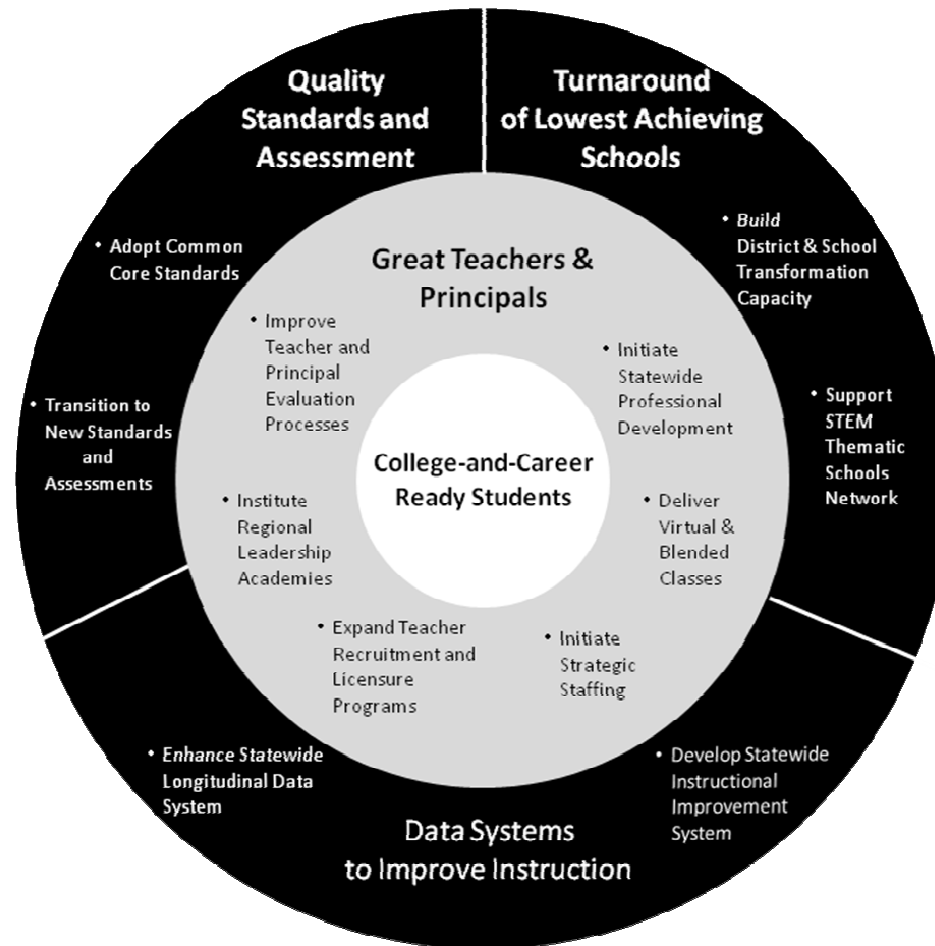 Quality
Standards and
Assessment
• Adopt Common
Core Standards
• Transition to
New Standards
and
Assessments
Turnaround
of Lowest Achieving
Schools
• Build
District & School
Transformation
Capacity
• Support
STEM
Thematic
Schools
Network
Great Teachers &
Principals
• Improve
Teacher and
Principal
Evaluation
Processes
• Initiate
Statewide
Professional
Development
College-and-Career
Ready Students
• Institute
Regional
Leadership
Academies
• Deliver
Virtual &
Blended
Classes
• Expand Teacher
Recruitment and
Licensure
Programs
• Initiate
Strategic
Staffing
• Enhance Statewide
Longitudinal Data
System
• Develop Statewide
Instructional
Improvement
System
Data Systems
to Improve Instruction